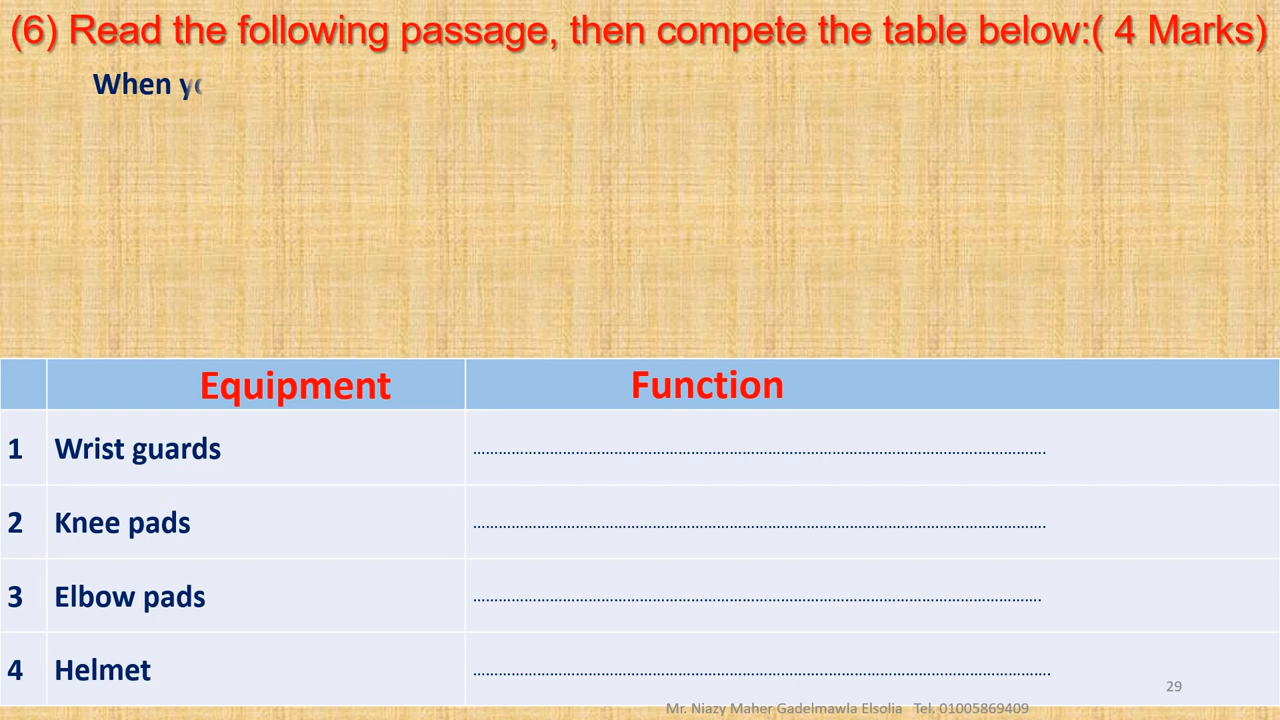 (6) Read the following passage, then compete the table below:( 4 Marks)
When
Equipment Function
1 Wrist guards ........................................................
2 Knee pads ........................................................
3 Elbow pads ........................................................
4 Helmet ........................................................
29
Mr. Niazy Maher Gadelmawla Elsolia Tel. 01005869409